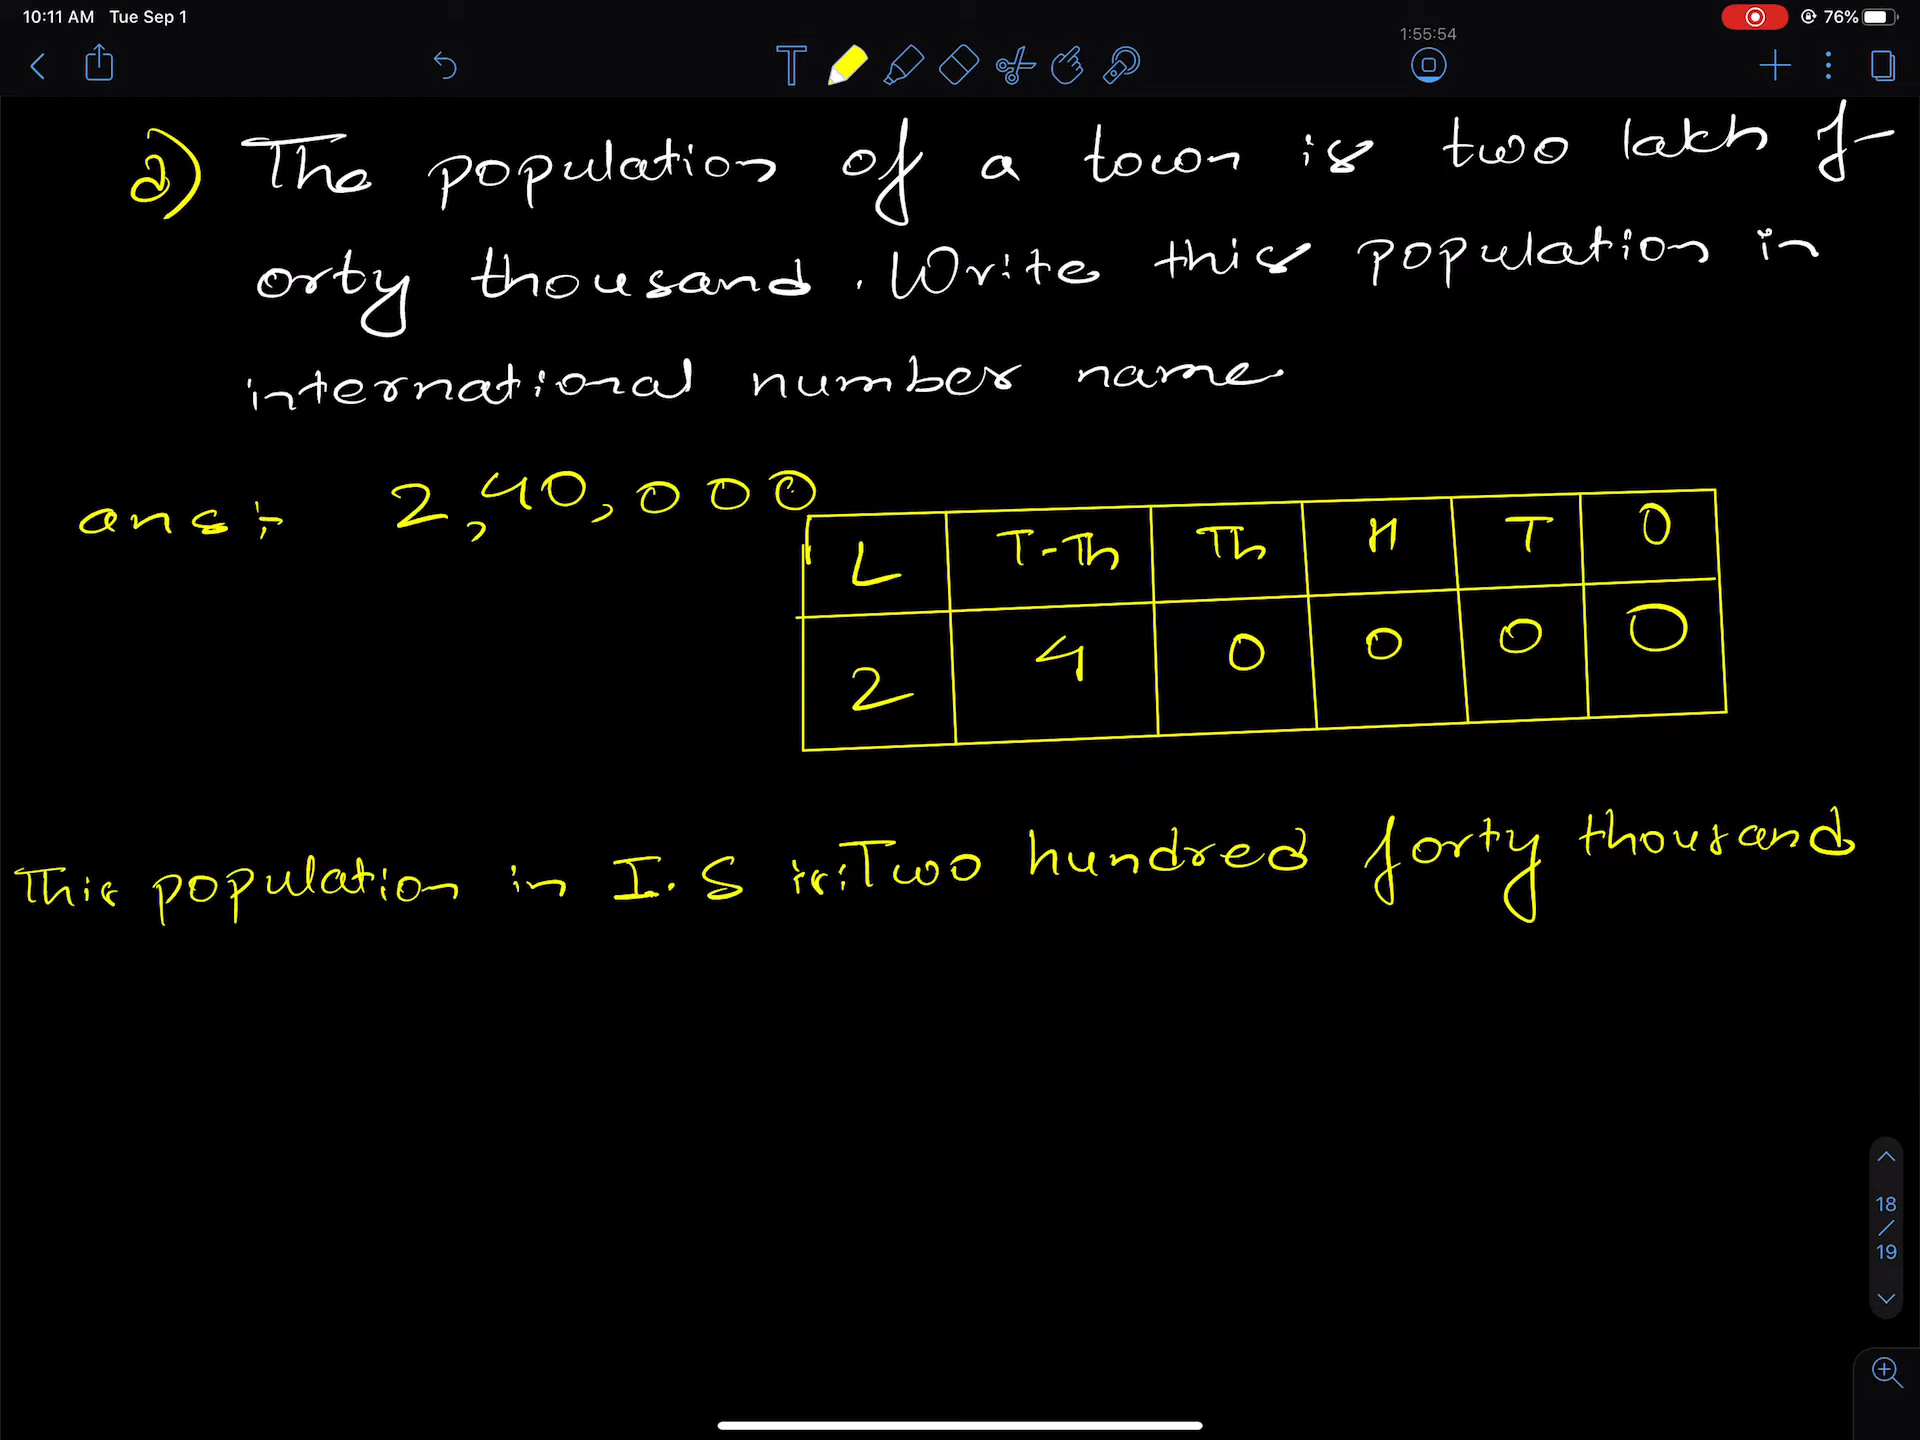 10:11 AM Tue Sep 1
76%
1:55:54
a) The population of a town is two lakh f-
orty thousand. Write this population in
international number name
ans:- 2,40,000
L T-Th Th H T O
2 4 0 0 0 0
This population in I.S is: Two hundred forty thousand
18
/
19